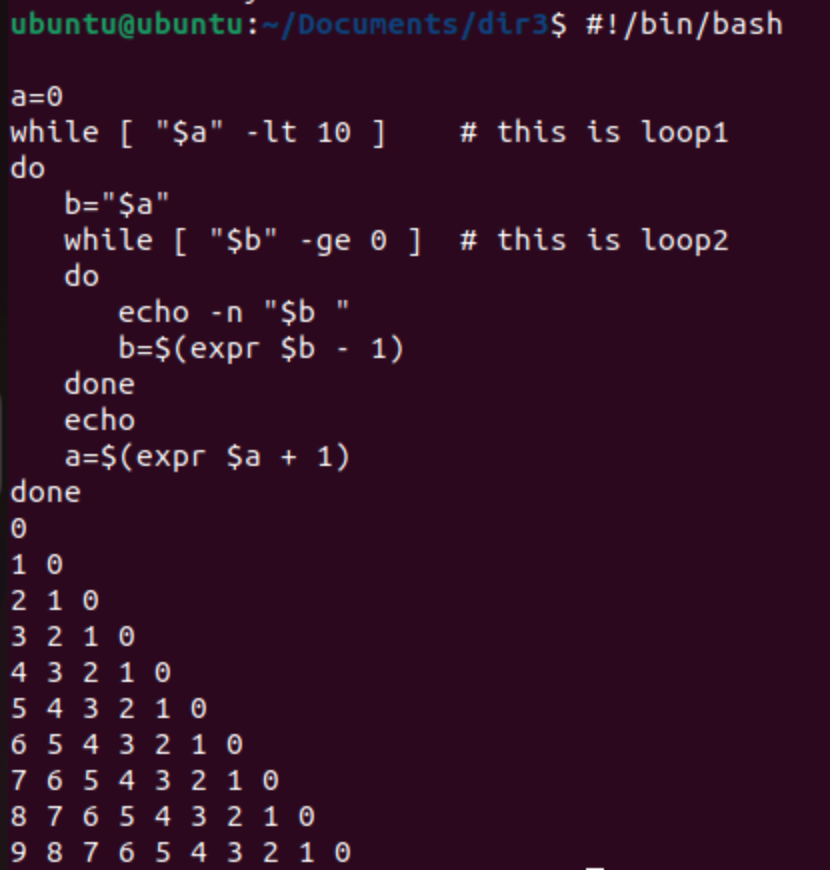 ubuntu@ubuntu:~/Documents/dir3$ #!/bin/bash

a=0
while [ "$a" -lt 10 ]    # this is loop1
do
   b="$a"
   while [ "$b" -ge 0 ]  # this is loop2
   do
      echo -n "$b "
      b=$(expr $b - 1)
   done
   echo
   a=$(expr $a + 1)
done
0
1 0
2 1 0
3 2 1 0
4 3 2 1 0
5 4 3 2 1 0
6 5 4 3 2 1 0
7 6 5 4 3 2 1 0
8 7 6 5 4 3 2 1 0
9 8 7 6 5 4 3 2 1 0